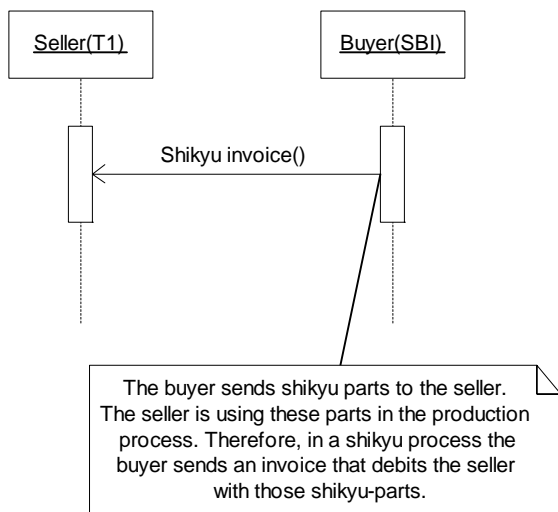 Seller(T1)
Buyer(SBI)
Shikyu invoice()
The buyer sends shikyu parts to the seller.
The seller is using these parts in the production
process. Therefore, in a shikyu process the
buyer sends an invoice that debits the seller
with those shikyu-parts.